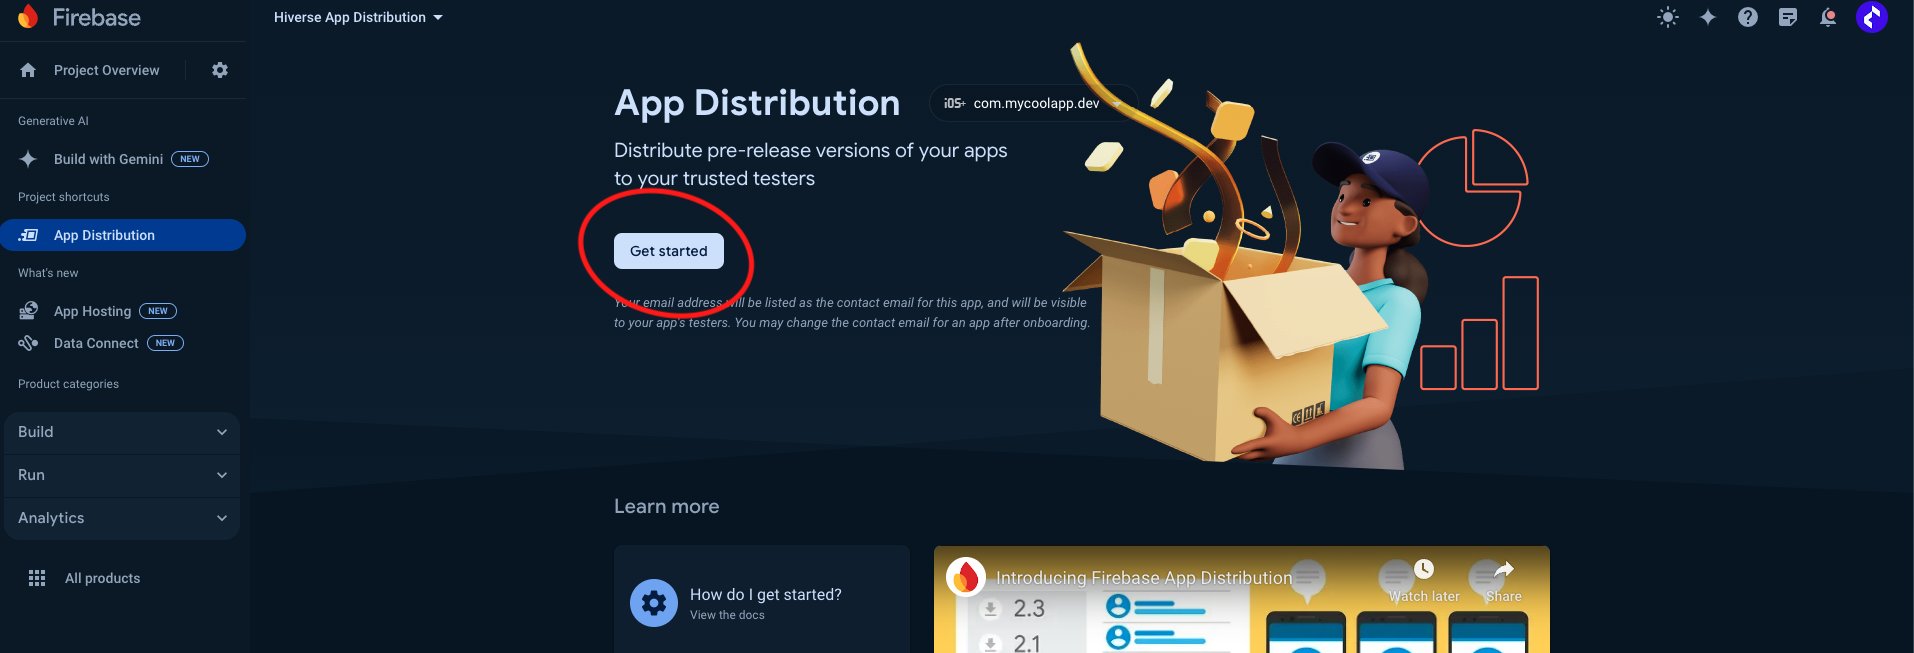 Firebase
Hiverse App Distribution
Project Overview
Generative AI
Build with Gemini NEW
Project shortcuts
App Distribution
What's new
App Hosting NEW
Data Connect NEW
Product categories
Build
Run
Analytics
All products
App Distribution
iOS+ com.mycoolapp.dev
Distribute pre-release versions of your apps
to your trusted testers
Get started
Your email address will be listed as the contact email for this app, and will be visible
to your app's testers. You may change the contact email for an app after onboarding.
Learn more
How do I get started?
View the docs
Introducing Firebase App Distribution
Watch later
Share
2.3
2.1